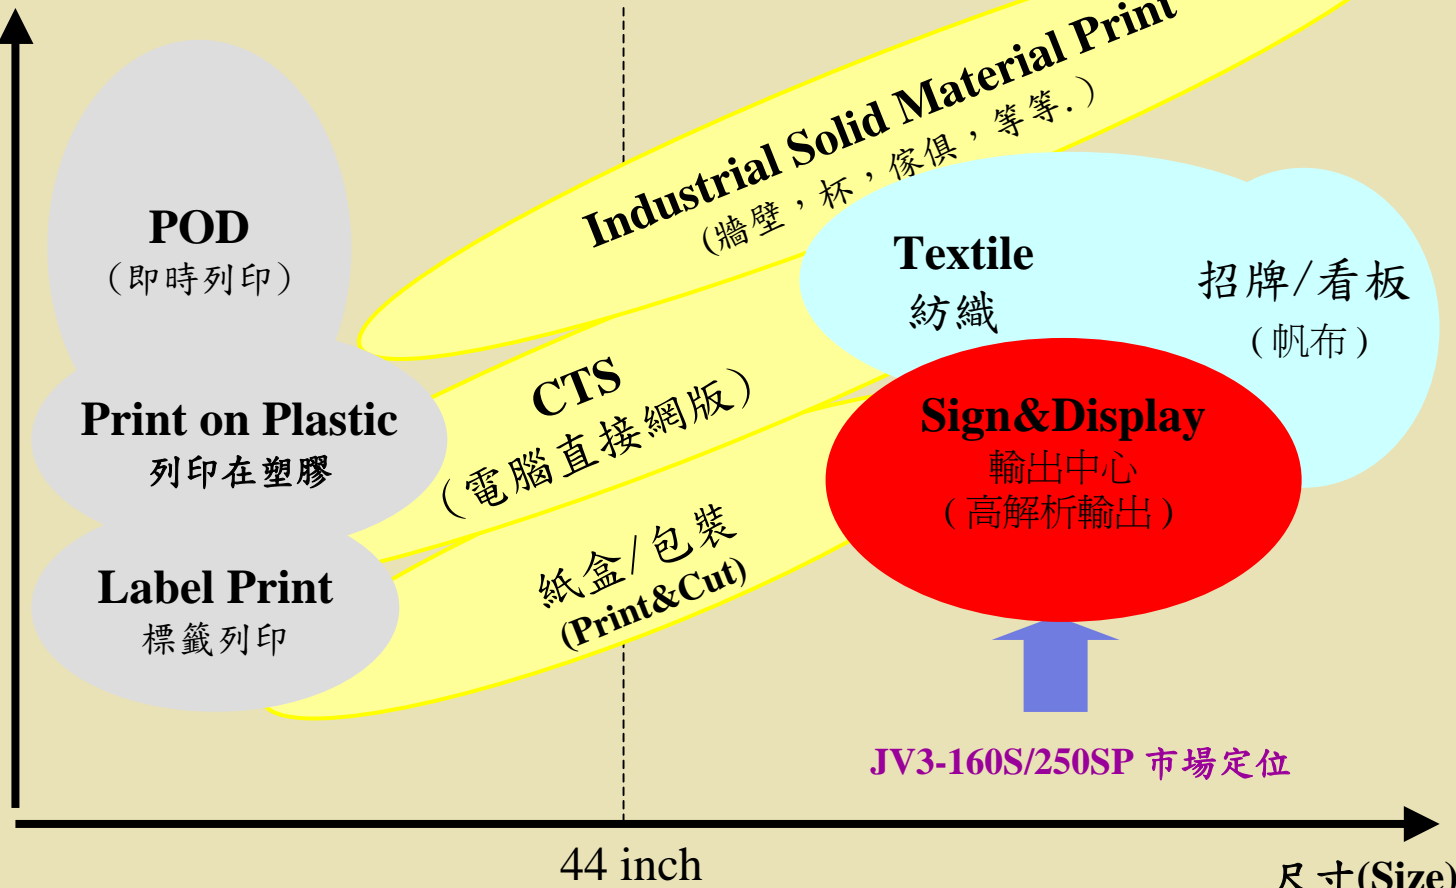 Industrial Solid Material Print
(牆壁，杯，傢俱，等等.）
POD
（即時列印）
Textile
紡織
招牌/看板
（帆布）
CTS
（電腦直接網版）
Print on Plastic
列印在塑膠
Sign&Display
輸出中心
（高解析輸出）
紙盒/包裝
(Print&Cut)
Label Print
標籤列印
JV3-160S/250SP 市場定位
44 inch
尺寸(Size)